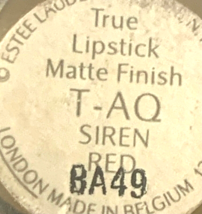 ESTEE LAUDE
True
Lipstick
Matte Finish
T-AQ
SIREN
RED
BA49
LONDON MADE IN BELGIUM